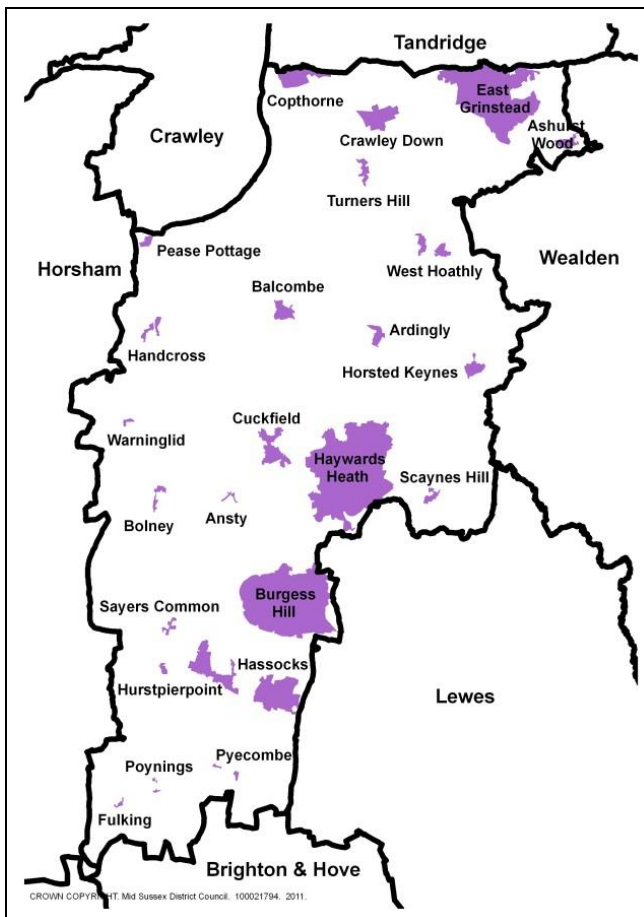 Tandridge
Copthorne
East
Grinstead
Crawley
Crawley Down
Ashurst
Wood
Turners Hill
Pease Pottage
West Hoathly
Horsham
Wealden
Balcombe
Ardingly
Handcross
Horsted Keynes
Cuckfield
Warninglid
Haywards
Heath
Scaynes Hill
Bolney
Ansty
Burgess
Hill
Sayers Common
Hassocks
Hurstpierpoint
Lewes
Pyecombe
Poynings
Fulking
Brighton & Hove
CROWN COPYRIGHT. Mid Sussex District Council. 100021794. 2011.